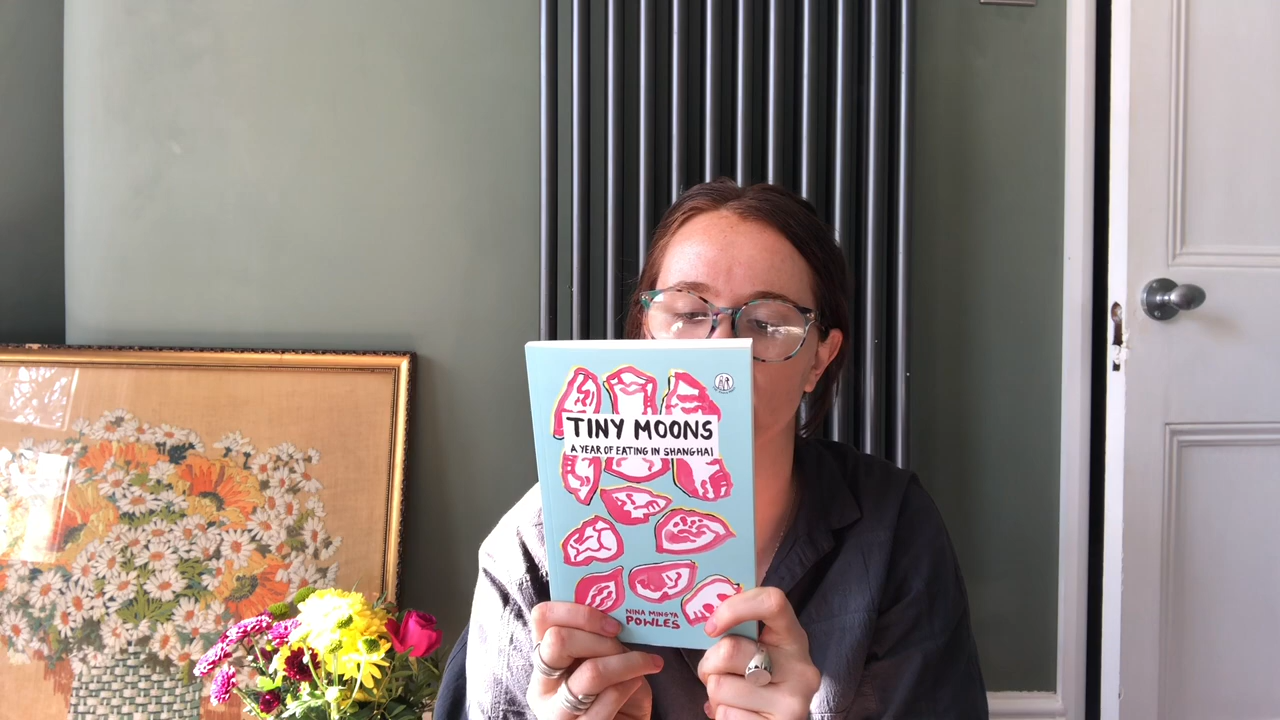 TINY MOONS
A YEAR OF EATING IN SHANGHAI
NINA MINGYA
POWLES